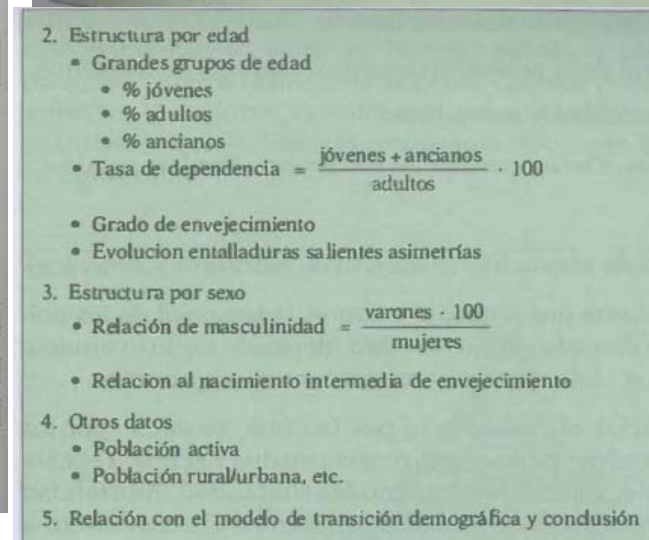 2. Estructura por edad
• Grandes grupos de edad
• % jóvenes
• % adultos
• % ancianos
• Tasa de dependencia = jóvenes + ancianos / adultos · 100
• Grado de envejecimiento
• Evolucion entalladuras salientes asimetrías
3. Estructura por sexo
• Relación de masculinidad = varones · 100 / mujeres
• Relacion al nacimiento intermedia de envejecimiento
4. Otros datos
• Población activa
• Población rural/urbana, etc.
5. Relación con el modelo de transición demográfica y conclusión